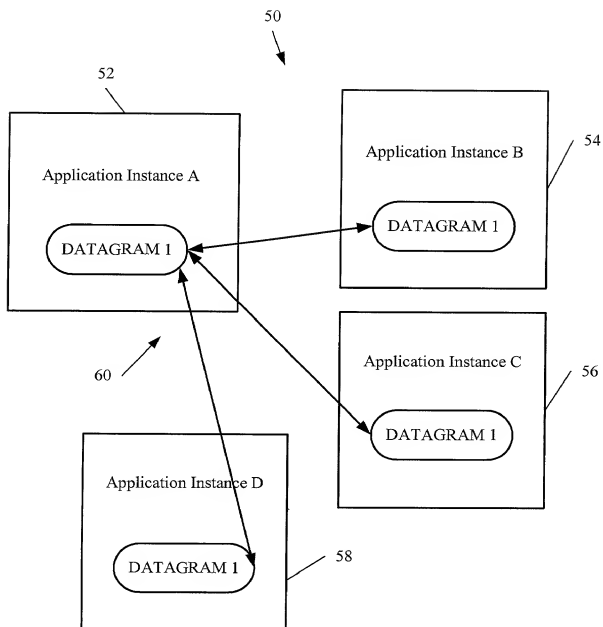 50
52
Application Instance A
DATAGRAM 1
Application Instance B
54
DATAGRAM 1
60
Application Instance C
56
DATAGRAM 1
Application Instance D
DATAGRAM 1
58